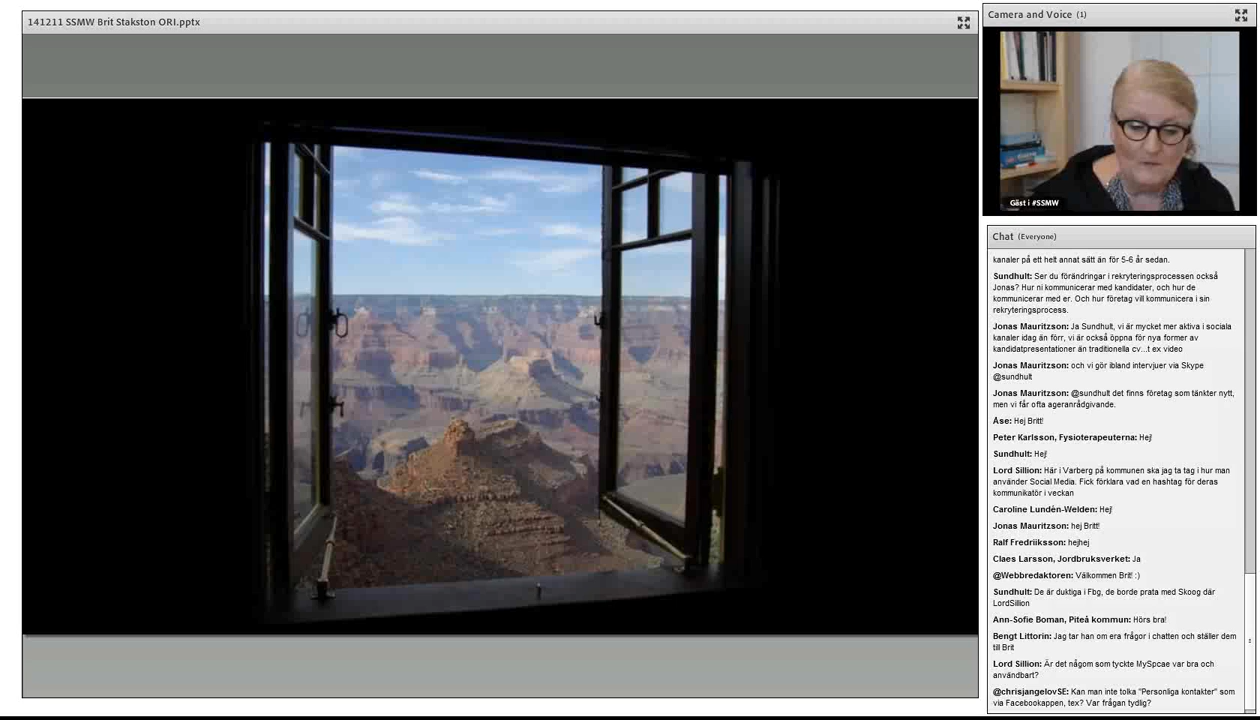 141211 SSMW Brit Stakston ORI.pptx
Camera and Voice (1)
Gäst i #SSMW
Chat (Everyone)
kanaler på ett helt annat sätt än för 5-6 år sedan.
Sundhult: Ser du förändringar i rekryteringsprocessen också
Jonas? Hur ni kommunicerar med kandidater, och hur de
kommunicerar med er. Och hur företag vill kommunicera i sin
rekryteringsprocess.
Jonas Mauritzson: Ja Sundhult, vi är mycket mer aktiva i sociala
kanaler idag än förr, vi är också öppna för nya former av
kandidatpresentationer än traditionella cv...t ex video
Jonas Mauritzson: och vi gör ibland intervjuer via Skype
@sundhult
Jonas Mauritzson: @sundhult det finns företag som tänkter nytt,
men vi får ofta ageranrådgivande.
Åse: Hej Britt!
Peter Karlsson, Fysioterapeuterna: Hej!
Sundhult: Hej!
Lord Sillion: Här i Varberg på kommunen ska jag ta tag i hur man
använder Social Media. Fick förklara vad en hashtag för deras
kommunikatör i veckan
Caroline Lundén-Welden: Hej!
Jonas Mauritzson: hej Britt!
Ralf Fredriiksson: hejhej
Claes Larsson, Jordbruksverket: Ja
@Webbredaktoren: Välkommen Brit! :)
Sundhult: De är duktiga i Fbg, de borde prata med Skoog där
LordSillion
Ann-Sofie Boman, Piteå kommun: Hörs bra!
Bengt Littorin: Jag tar han om era frågor i chatten och ställer dem
till Brit
Lord Sillion: Är det någom som tyckte MySpcae var bra och
användbart?
@chrisjangelovSE: Kan man inte tolka "Personliga kontakter" som
via Facebookappen, tex? Var frågan tydlig?